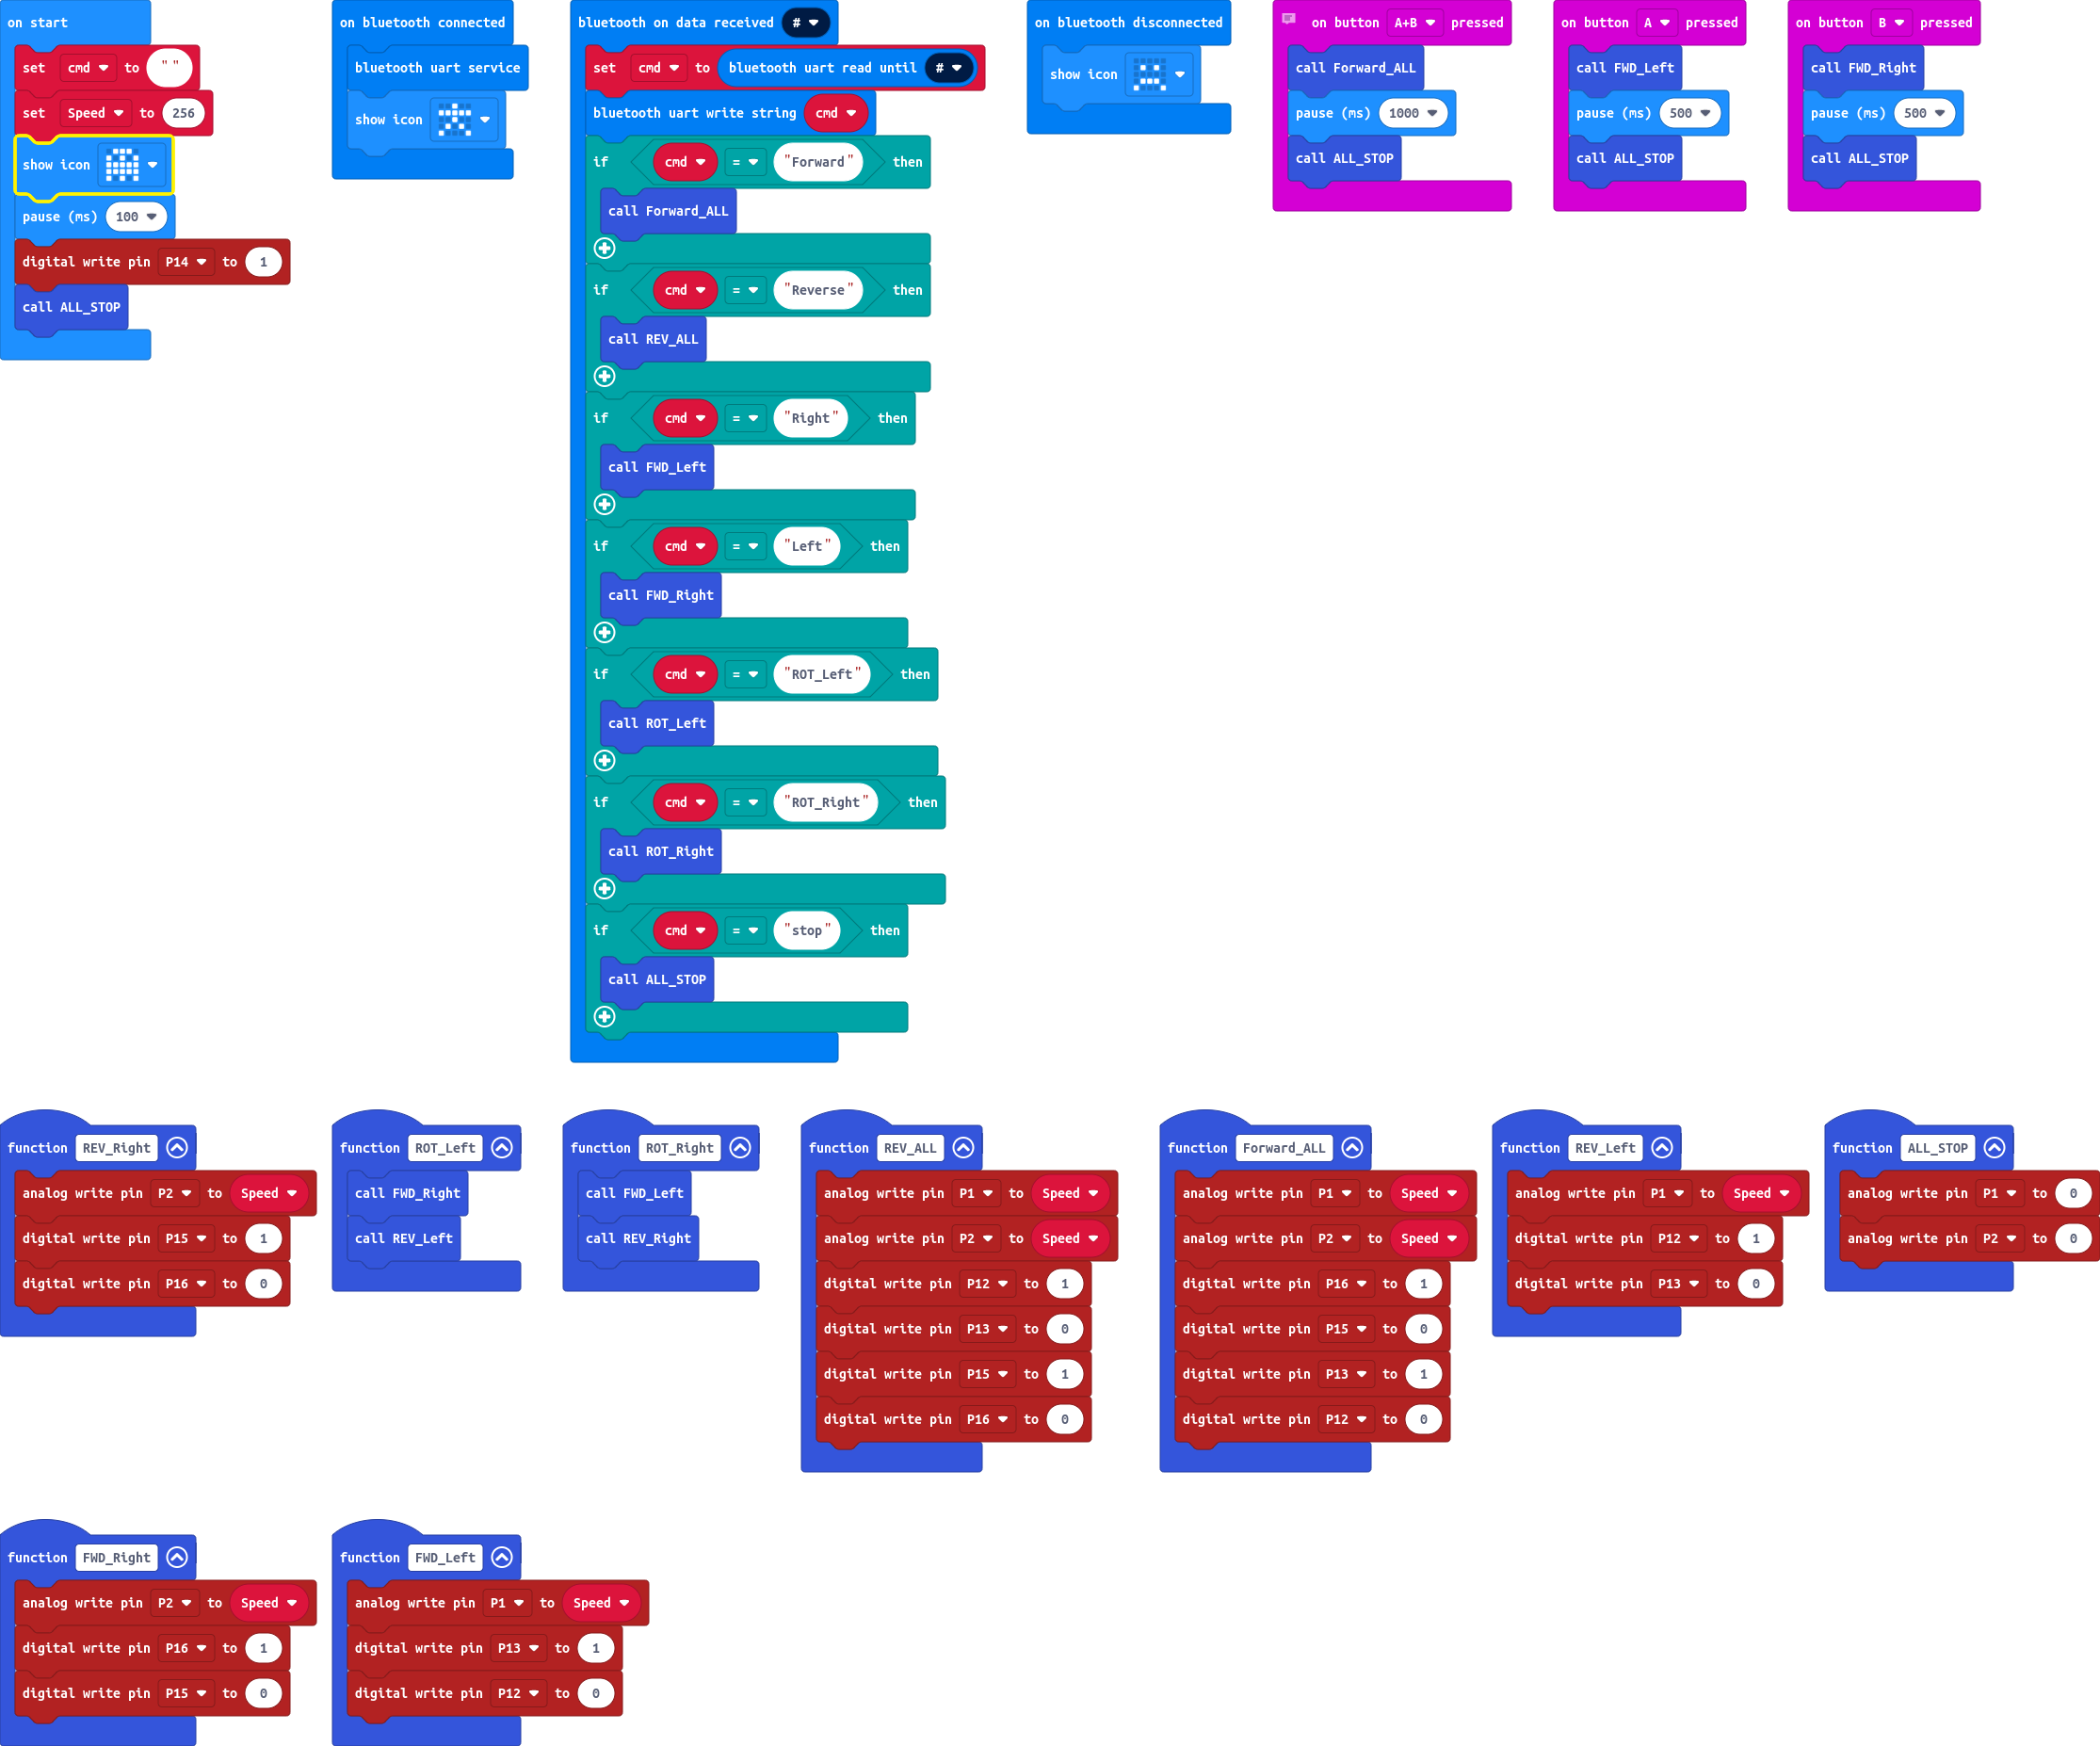 on start
set cmd to " "
set Speed to 256
show icon
pause (ms) 100
digital write pin P14 to 1
call ALL_STOP
on bluetooth connected
bluetooth uart service
show icon
bluetooth on data received #
set cmd to bluetooth uart read until #
bluetooth uart write string cmd
if cmd = "Forward" then
call Forward_ALL
if cmd = "Reverse" then
call REV_ALL
if cmd = "Right" then
call FWD_Left
if cmd = "Left" then
call FWD_Right
if cmd = "ROT_Left" then
call ROT_Left
if cmd = "ROT_Right" then
call ROT_Right
if cmd = "stop" then
call ALL_STOP
on bluetooth disconnected
show icon
on button A+B pressed
call Forward_ALL
pause (ms) 1000
call ALL_STOP
on button A pressed
call FWD_Left
pause (ms) 500
call ALL_STOP
on button B pressed
call FWD_Right
pause (ms) 500
call ALL_STOP
function REV_Right
analog write pin P2 to Speed
digital write pin P15 to 1
digital write pin P16 to 0
function ROT_Left
call FWD_Right
call REV_Left
function ROT_Right
call FWD_Left
call REV_Right
function REV_ALL
analog write pin P1 to Speed
analog write pin P2 to Speed
digital write pin P12 to 1
digital write pin P13 to 0
digital write pin P15 to 1
digital write pin P16 to 0
function Forward_ALL
analog write pin P1 to Speed
analog write pin P2 to Speed
digital write pin P16 to 1
digital write pin P15 to 0
digital write pin P13 to 1
digital write pin P12 to 0
function REV_Left
analog write pin P1 to Speed
digital write pin P12 to 1
digital write pin P13 to 0
function ALL_STOP
analog write pin P1 to 0
analog write pin P2 to 0
function FWD_Right
analog write pin P2 to Speed
digital write pin P16 to 1
digital write pin P15 to 0
function FWD_Left
analog write pin P1 to Speed
digital write pin P13 to 1
digital write pin P12 to 0